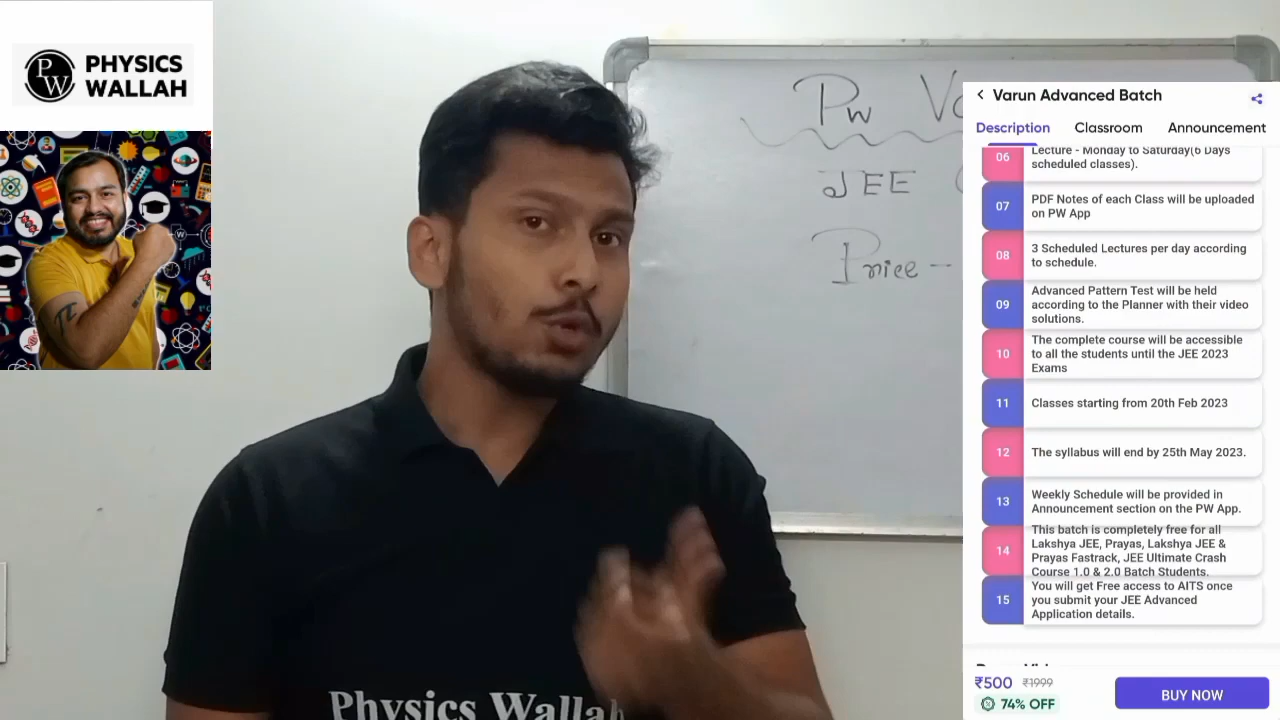 PHYSICS
WALLAH
PW
Pw Va
JEE
Price -
Physics Wallah
Varun Advanced Batch
Description
Classroom
Announcement
06
Lecture - Monday to Saturday(6 Days
scheduled classes).
07
PDF Notes of each Class will be uploaded
on PW App
08
3 Scheduled Lectures per day according
to schedule.
09
Advanced Pattern Test will be held
according to the Planner with their video
solutions.
10
The complete course will be accessible
to all the students until the JEE 2023
Exams
11
Classes starting from 20th Feb 2023
12
The syllabus will end by 25th May 2023.
13
Weekly Schedule will be provided in
Announcement section on the PW App.
14
This batch is completely free for all
Lakshya JEE, Prayas, Lakshya JEE &
Prayas Fastrack, JEE Ultimate Crash
Course 1.0 & 2.0 Batch Students.
15
You will get Free access to AITS once
you submit your JEE Advanced
Application details.
₹500 ₹1999
74% OFF
BUY NOW